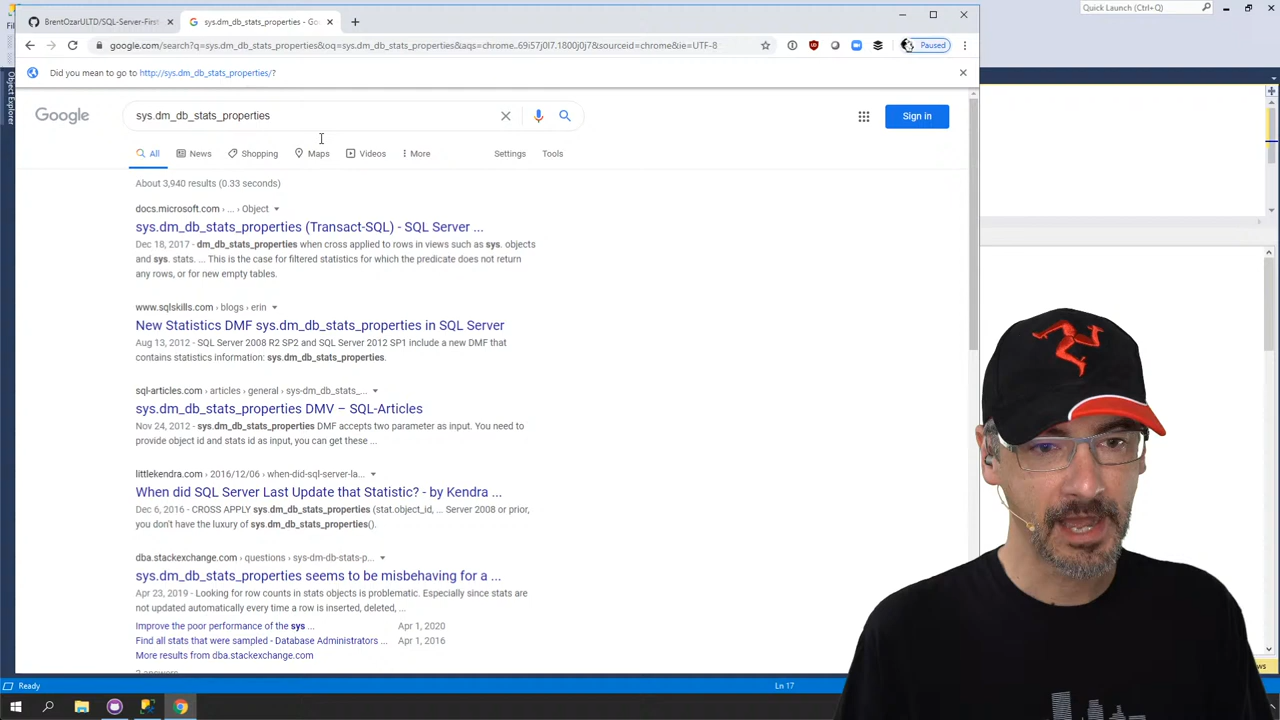 BrentOzarULTD/SQL-Server-First
sys.dm_db_stats_properties - Go
Quick Launch (Ctrl+Q)
google.com/search?q=sys.dm_db_stats_properties&oq=sys.dm_db_stats_properties&aqs=chrome..69i57j0l7.1800j0j7&sourceid=chrome&ie=UTF-8
Paused
Did you mean to go to http://sys.dm_db_stats_properties/?
Object Explorer
Google
sys.dm_db_stats_properties
Sign in
All
News
Shopping
Maps
Videos
More
Settings
Tools
About 3,940 results (0.33 seconds)
docs.microsoft.com › ... › Object
sys.dm_db_stats_properties (Transact-SQL) - SQL Server ...
Dec 18, 2017 - dm_db_stats_properties when cross applied to rows in views such as sys. objects
and sys. stats. ... This is the case for filtered statistics for which the predicate does not return
any rows, or for new empty tables.
www.sqlskills.com › blogs › erin
New Statistics DMF sys.dm_db_stats_properties in SQL Server
Aug 13, 2012 - SQL Server 2008 R2 SP2 and SQL Server 2012 SP1 include a new DMF that
contains statistics information: sys.dm_db_stats_properties.
sql-articles.com › articles › general › sys-dm_db_stats_...
sys.dm_db_stats_properties DMV – SQL-Articles
Nov 24, 2012 - sys.dm_db_stats_properties DMF accepts two parameter as input. You need to
provide object id and stats id as input, you can get these ...
littlekendra.com › 2016/12/06 › when-did-sql-server-la...
When did SQL Server Last Update that Statistic? - by Kendra ...
Dec 6, 2016 - CROSS APPLY sys.dm_db_stats_properties (stat.object_id, ... Server 2008 or prior,
you don't have the luxury of sys.dm_db_stats_properties().
dba.stackexchange.com › questions › sys-dm-db-stats-p...
sys.dm_db_stats_properties seems to be misbehaving for a ...
Apr 23, 2019 - Looking for row counts in stats objects is problematic. Especially since stats are
not updated automatically every time a row is inserted, deleted, ...
Improve the poor performance of the sys ...
Apr 1, 2020
Find all stats that were sampled - Database Administrators ...
Apr 1, 2016
More results from dba.stackexchange.com
Ready
Ln 17